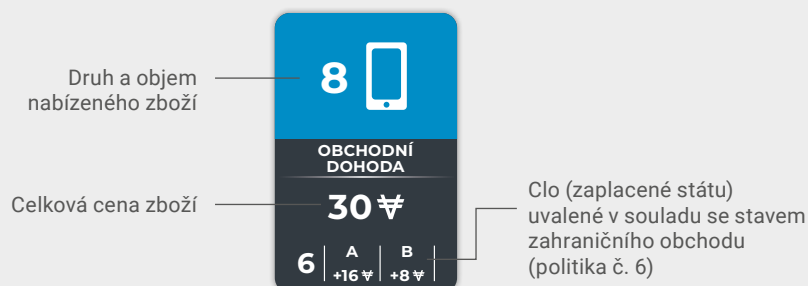 Druh a objem
nabízeného zboží
8
OBCHODNÍ
DOHODA
Celková cena zboží
30 ₩
Clo (zaplacené státu)
uvalené v souladu se stavem
zahraničního obchodu
(politika č. 6)
6 A B
+16 ₩ +8 ₩